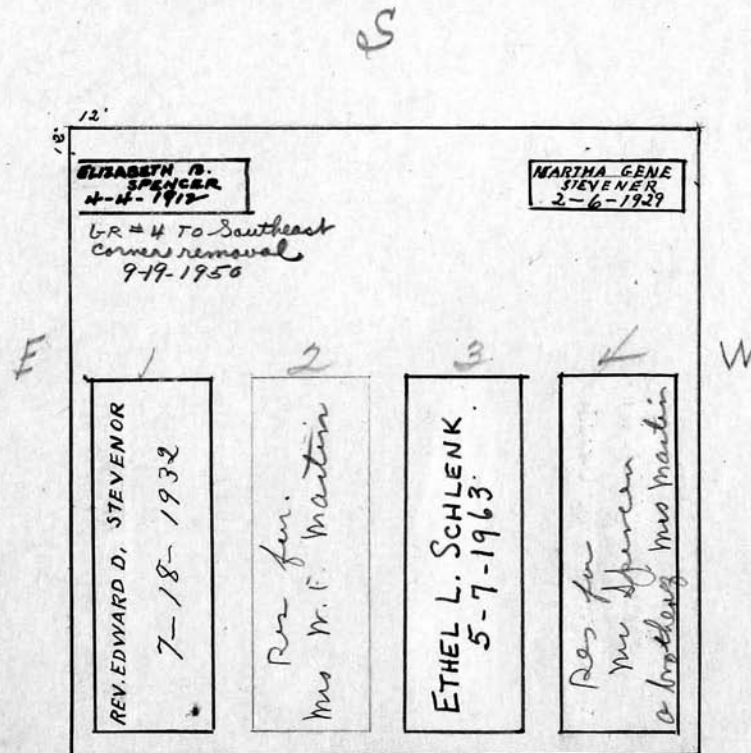 S
12'
12'
ELIZABETH B.
SPENCER
4-4-1912
GR #4 TO Southeast
corner removal
9-19-1950
MARTHA GENE
STEVENER
2-6-1929
E
W
1
2
3
4
REV. EDWARD D. STEVENOR
7-18-1932
Res for.
Mrs W. F. Martin
ETHEL L. SCHLENK
5-7-1963
Res for
Mr Spencer
a brother Mrs Martin